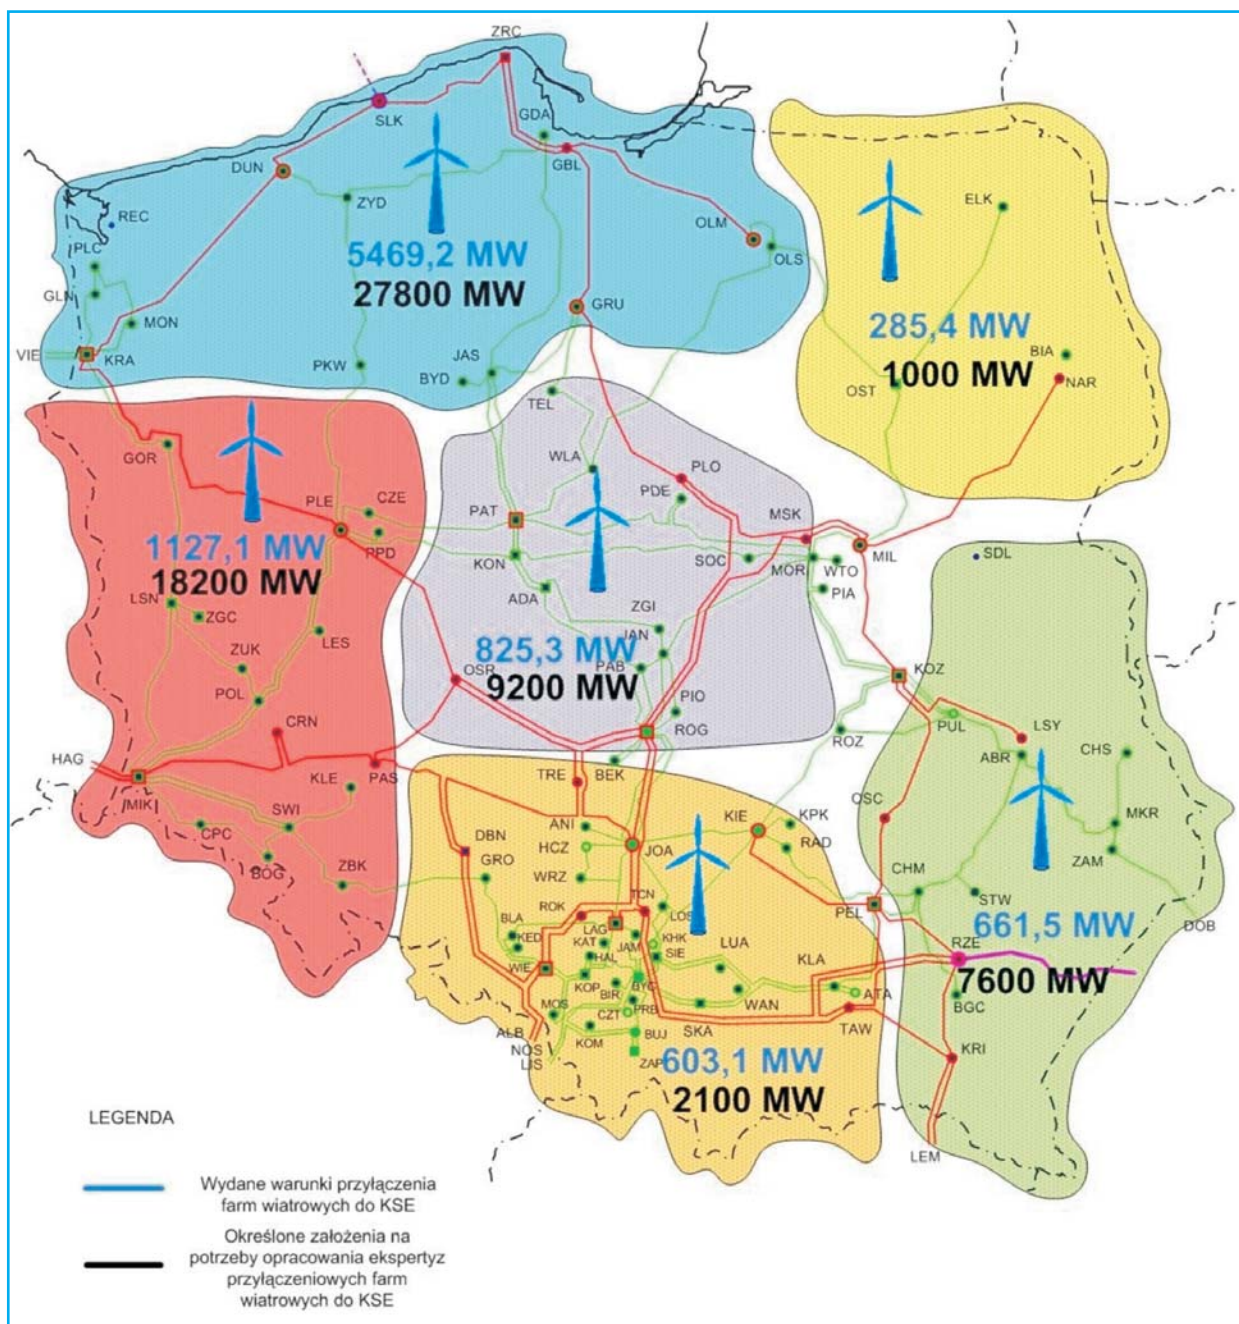 ZRC
SLK
GDA
GBL
DUN
ZYD
REC
ELK
PLC
OLM
OLS
5469,2 MW
27800 MW
GLN
MON
GRU
285,4 MW
VIE
KRA
PKW
JAS
BYD
TEL
BIA
1000 MW
NAR
OST
GOR
WLA
PLO
PLE
CZE
PAT
PDE
MSK
1127,1 MW
PPD
18200 MW
KON
SOC
MOR
WTO
MIL
SDL
LSN
ZGC
ADA
PIA
ZGI
JAN
ZUK
LES
825,3 MW
OSR
PAB
9200 MW
KOZ
POL
PIO
CRN
ROG
PUL
LSY
ROZ
ABR
CHS
HAG
MIK
KLE
PAS
TRE
BEK
CPC
SWI
OSC
MKR
DBN
ANI
KIE
KPK
HCZ
JOA
RAD
ZAM
BOG
ZBK
GRO
WRZ
CHM
STW
ROK
TCN
LOS
PEL
661,5 MW
DOB
BLA
KED
LAG
KAT
JAM
KHK
SIE
LUA
KLA
RZE
WIE
HAL
7600 MW
KOP
BIR
BYC
WAN
ATA
BGC
MOS
CZT
PRB
SKA
TAW
ALB
KOM
BUJ
NOS
LIS
ZAP
603,1 MW
KRI
2100 MW
LEM
LEGENDA
Wydane warunki przyłączenia
farm wiatrowych do KSE
Określone założenia na
potrzeby opracowania ekspertyz
przyłączeniowych farm
wiatrowych do KSE